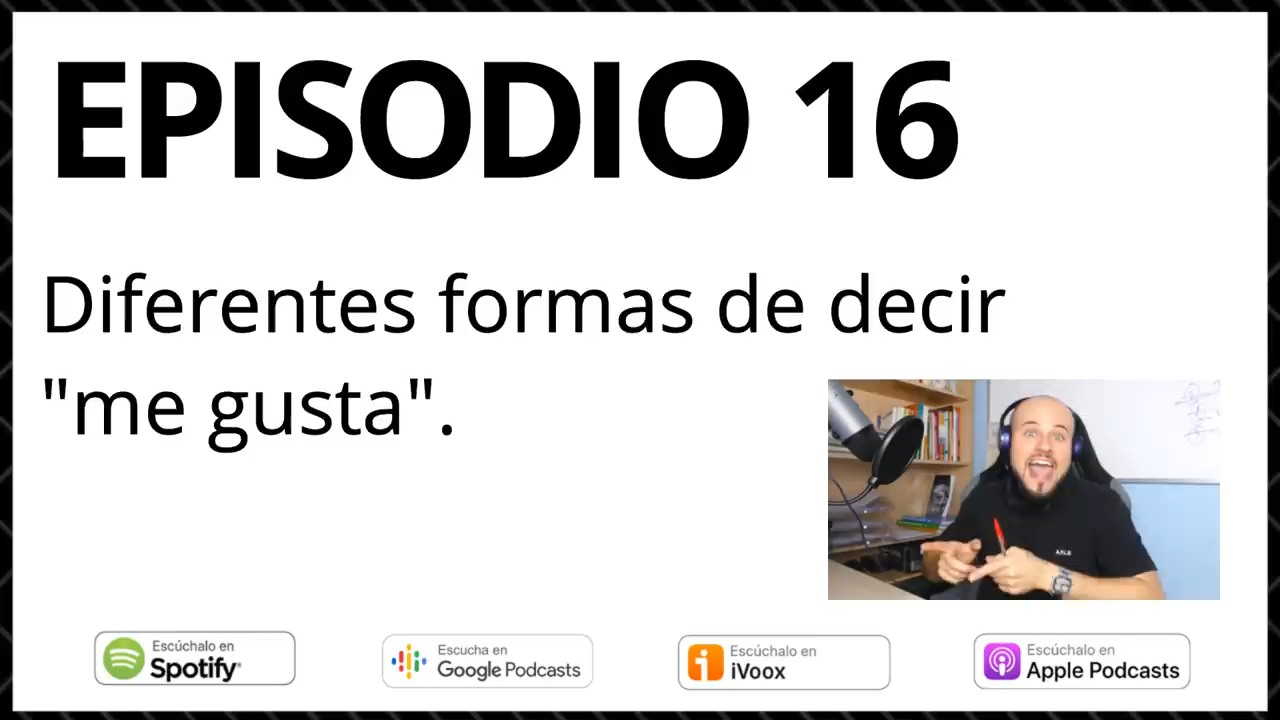 EPISODIO 16
Diferentes formas de decir
"me gusta".
Escúchalo en
Spotify
Escucha en
Google Podcasts
Escúchalo en
iVoox
Escúchalo en
Apple Podcasts